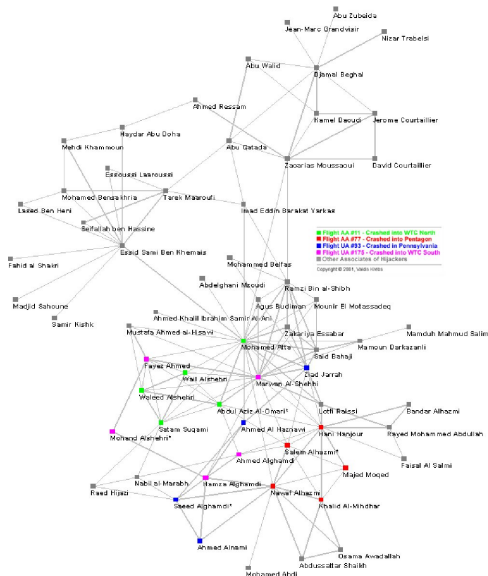 Abu Zubeida
Jean-Marc Grandvisir
Nizar Trabelsi
Abu Walid
Djamal Beghal
Ahmed Ressam
Kamel Daoudi
Jerome Courtaillier
Haydar Abu Doha
Mehdi Khammoun
Abu Qatada
Zacarias Moussaoui
David Courtaillier
Essoussi Laaroussi
Mohamed Bensakhria
Tarek Maaroufi
Lased Ben Heni
Imad Eddin Barakat Yarkas
Seifallah ben Hassine
Flight AA #11 - Crashed into WTC North
Flight AA #77 - Crashed into Pentagon
Flight UA #93 - Crashed in Pennsylvania
Flight UA #175 - Crashed into WTC South
Other Associates of Hijackers
Copyright © 2001, Valdis Krebs
Essid Sami Ben Khemais
Fahid al Shakri
Mohammed Belfas
Abdelghani Mzoudi
Ramzi Bin al-Shibh
Madjid Sahoune
Agus Budiman
Mounir El Motassadeq
Samir Kishk
Ahmed Khalil Ibrahim Samir Al-Ani
Mustafa Ahmed al-Hisawi
Zakariya Essabar
Mamduh Mahmud Salim
Mohamed Atta
Said Bahaji
Mamoun Darkazanli
Fayez Ahmed
Ziad Jarrah
Wail Alshehri
Marwan Al-Shehhi
Waleed Alshehri
Abdul Aziz Al-Omari*
Lotfi Raissi
Bandar Alhazmi
Satam Suqami
Ahmed Al Haznawi
Hani Hanjour
Rayed Mohammed Abdullah
Mohand Alshehri*
Salem Alhazmi*
Ahmed Alghamdi
Faisal Al Salmi
Majed Moqed
Nabil al-Marabh
Hamza Alghamdi
Raed Hijazi
Nawaf Alhazmi
Saeed Alghamdi*
Khalid Al-Mihdhar
Ahmed Alnami
Osama Awadallah
Abdussattar Shaikh
Mohamed Abdi